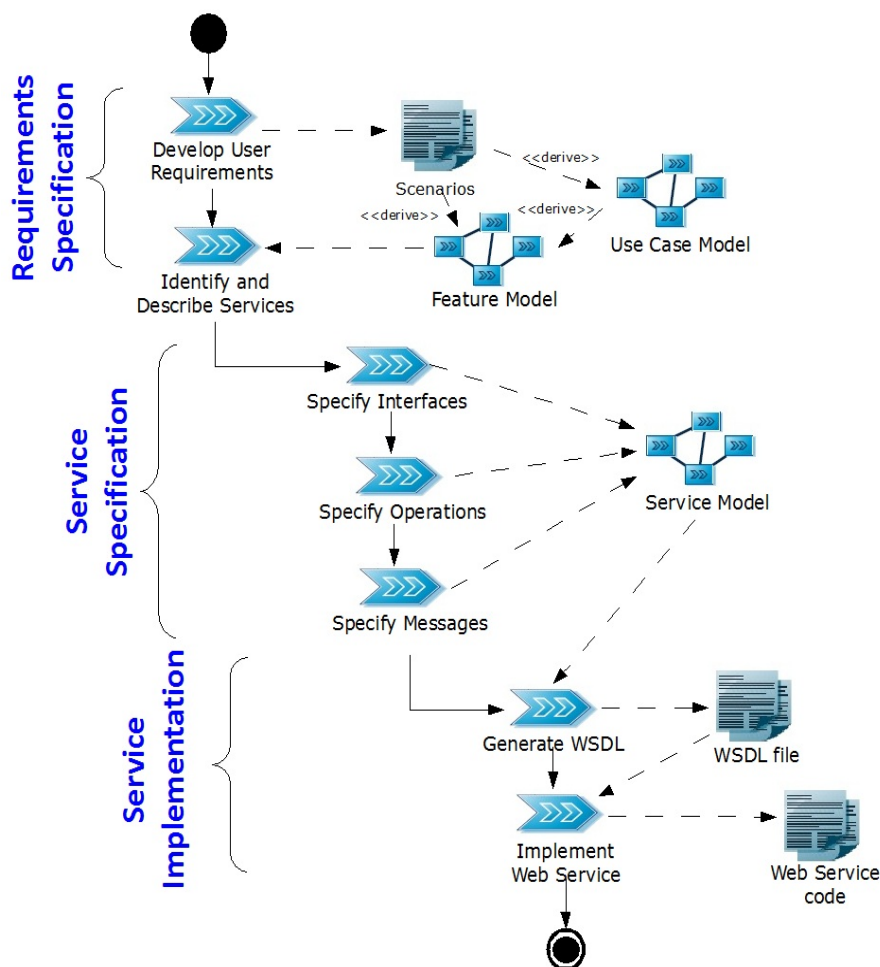 Requirements
Specification
Develop User
Requirements
Scenarios
<<derive>>
<<derive>>
<<derive>>
Use Case Model
Identify and
Describe Services
Feature Model
Service
Specification
Specify Interfaces
Specify Operations
Service Model
Specify Messages
Service
Implementation
Generate WSDL
WSDL file
Implement
Web Service
Web Service
code